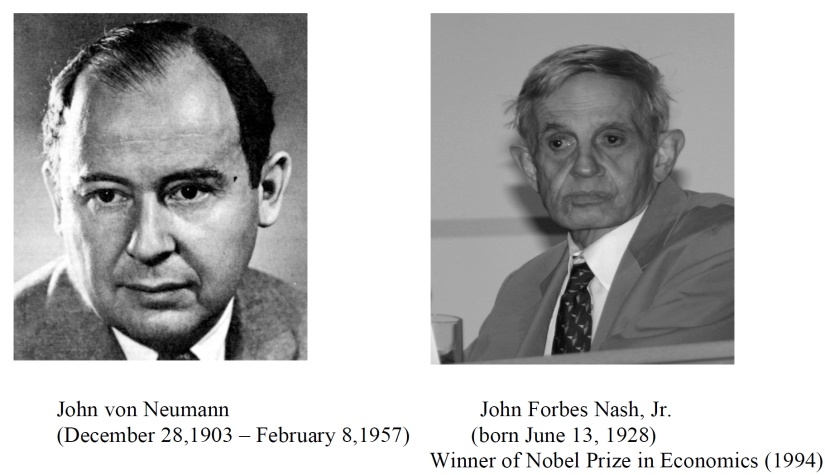 John von Neumann
(December 28,1903 – February 8,1957)
John Forbes Nash, Jr.
(born June 13, 1928)
Winner of Nobel Prize in Economics (1994)